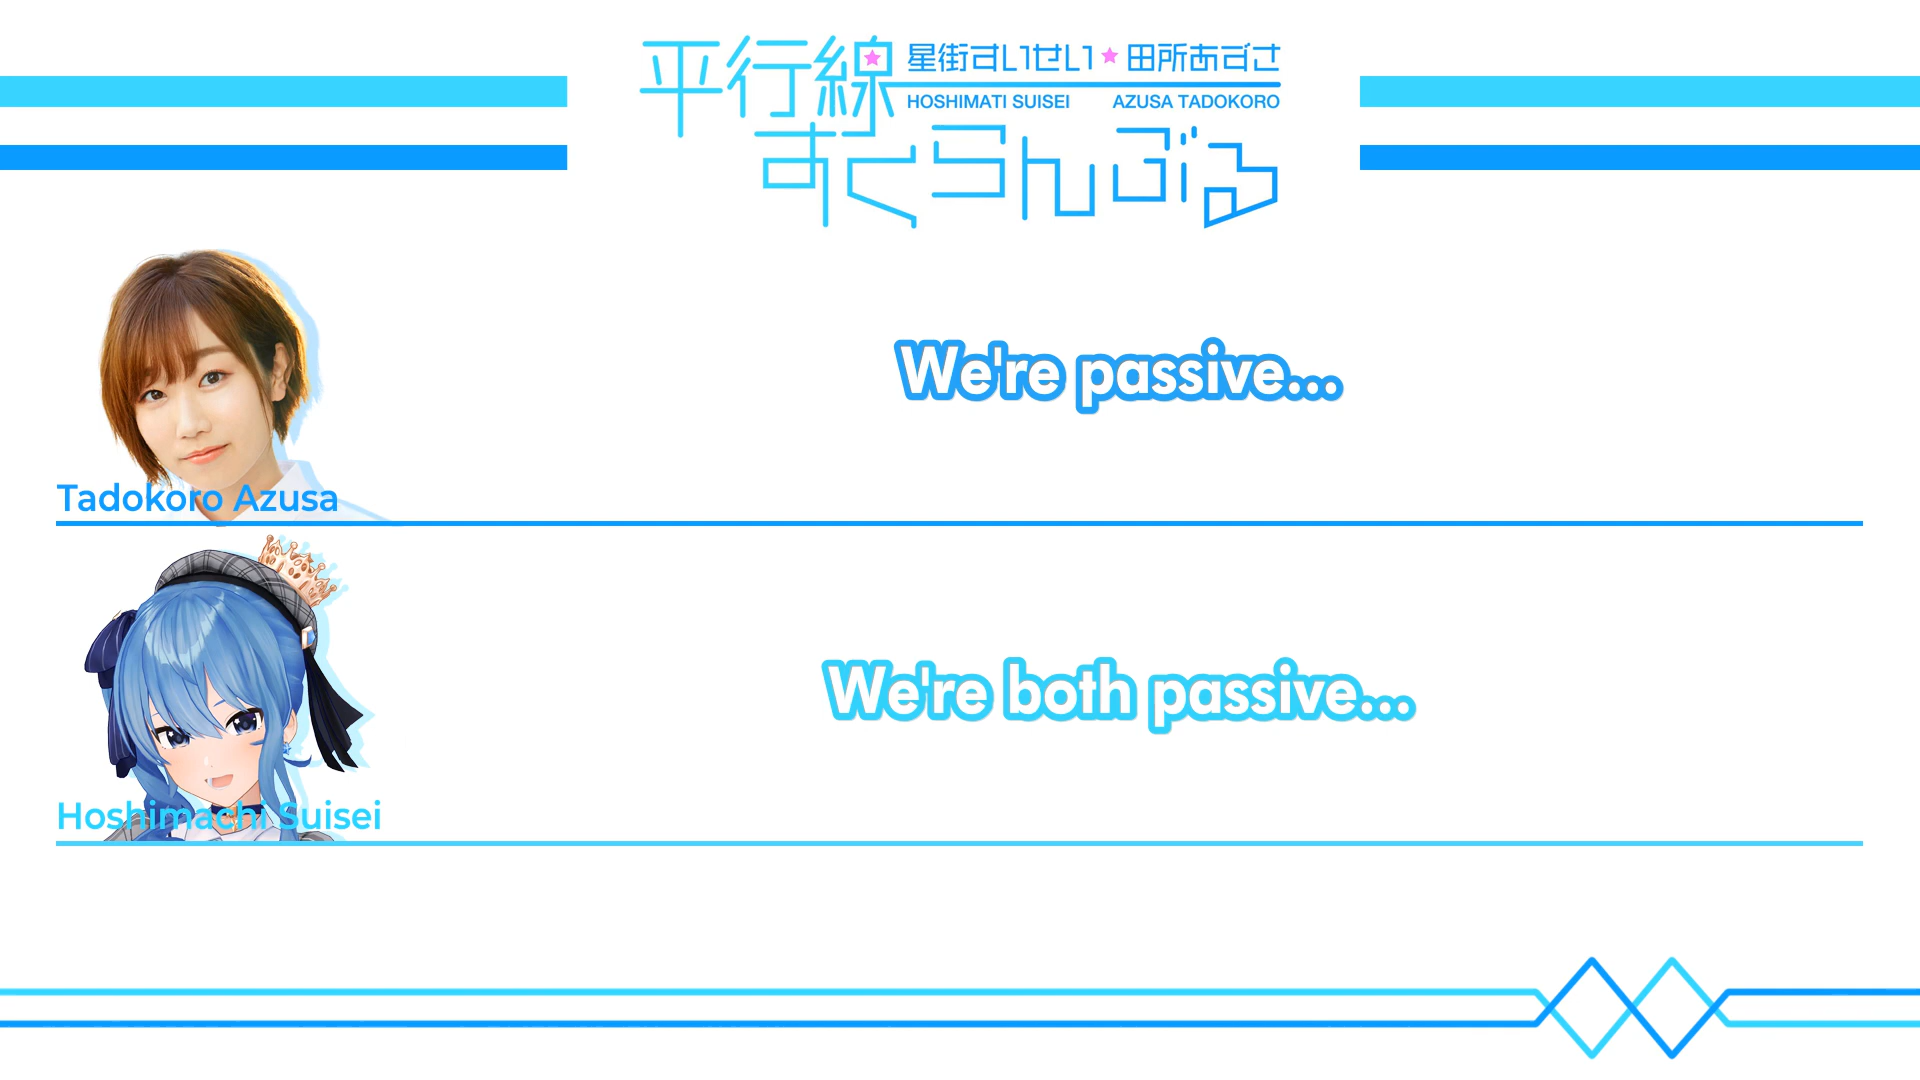 平行線
星街すいせい★田所あずさ
HOSHIMATI SUISEI AZUSA TADOKORO
すくらんぶる
We're passive...
Tadokoro Azusa
We're both passive...
Hoshimachi Suisei